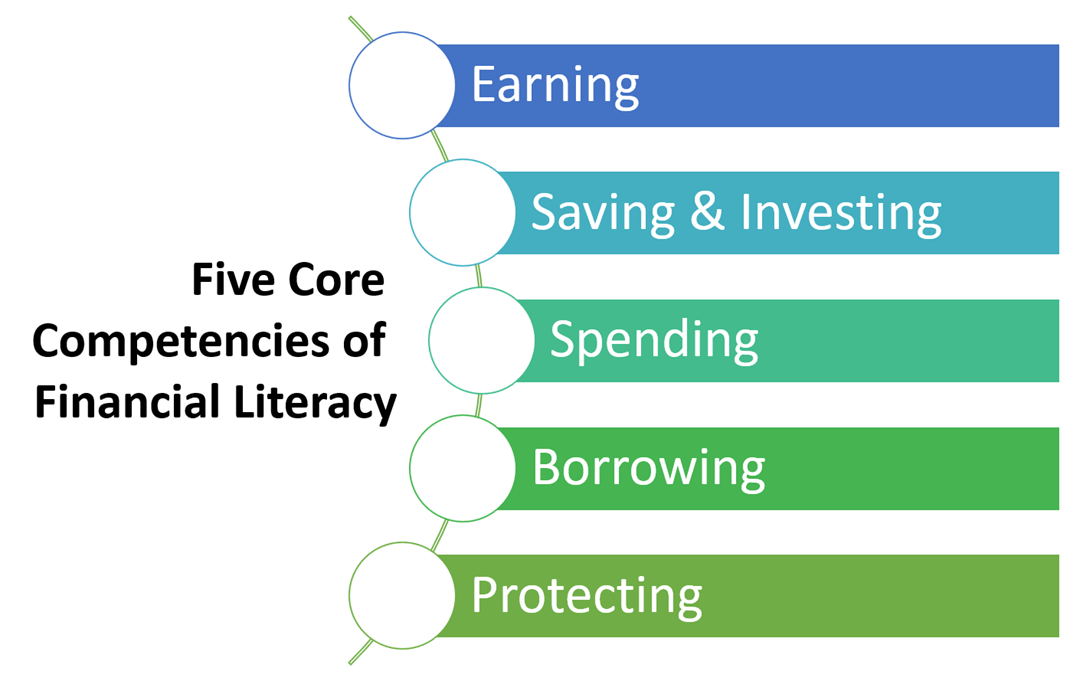 Five Core
Competencies of
Financial Literacy
Earning
Saving & Investing
Spending
Borrowing
Protecting